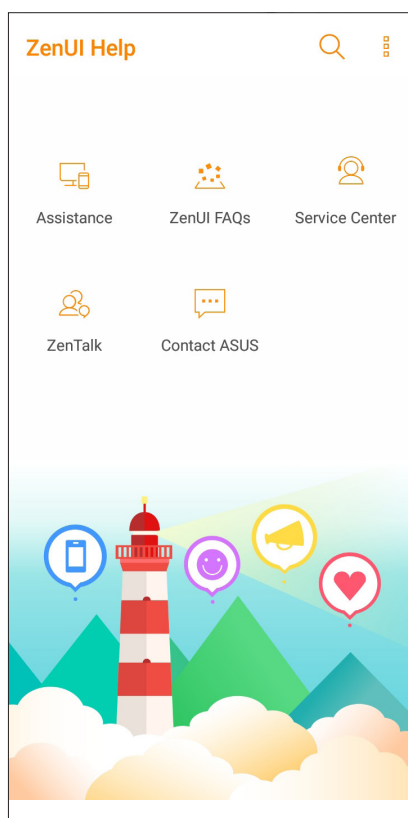 ZenUI Help
Assistance
ZenUI FAQs
Service Center
ZenTalk
Contact ASUS